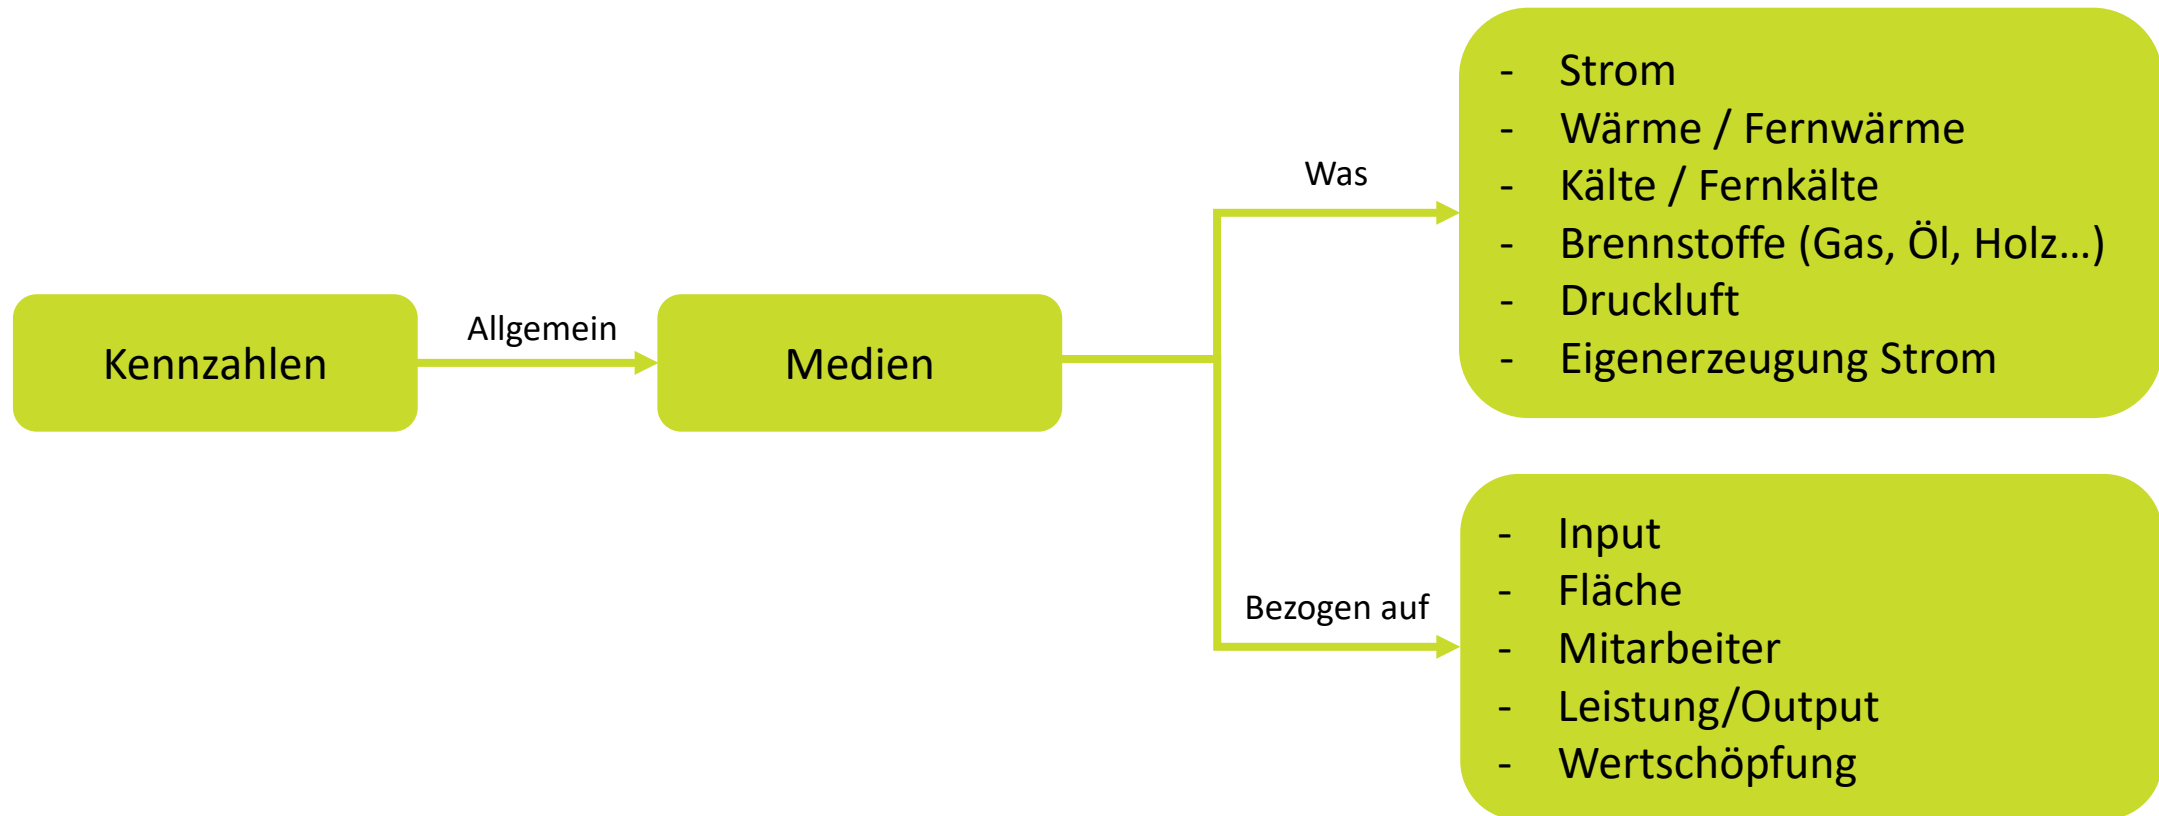 Kennzahlen
Allgemein
Medien
Was
- Strom
- Wärme / Fernwärme
- Kälte / Fernkälte
- Brennstoffe (Gas, Öl, Holz…)
- Druckluft
- Eigenerzeugung Strom
Bezogen auf
- Input
- Fläche
- Mitarbeiter
- Leistung/Output
- Wertschöpfung